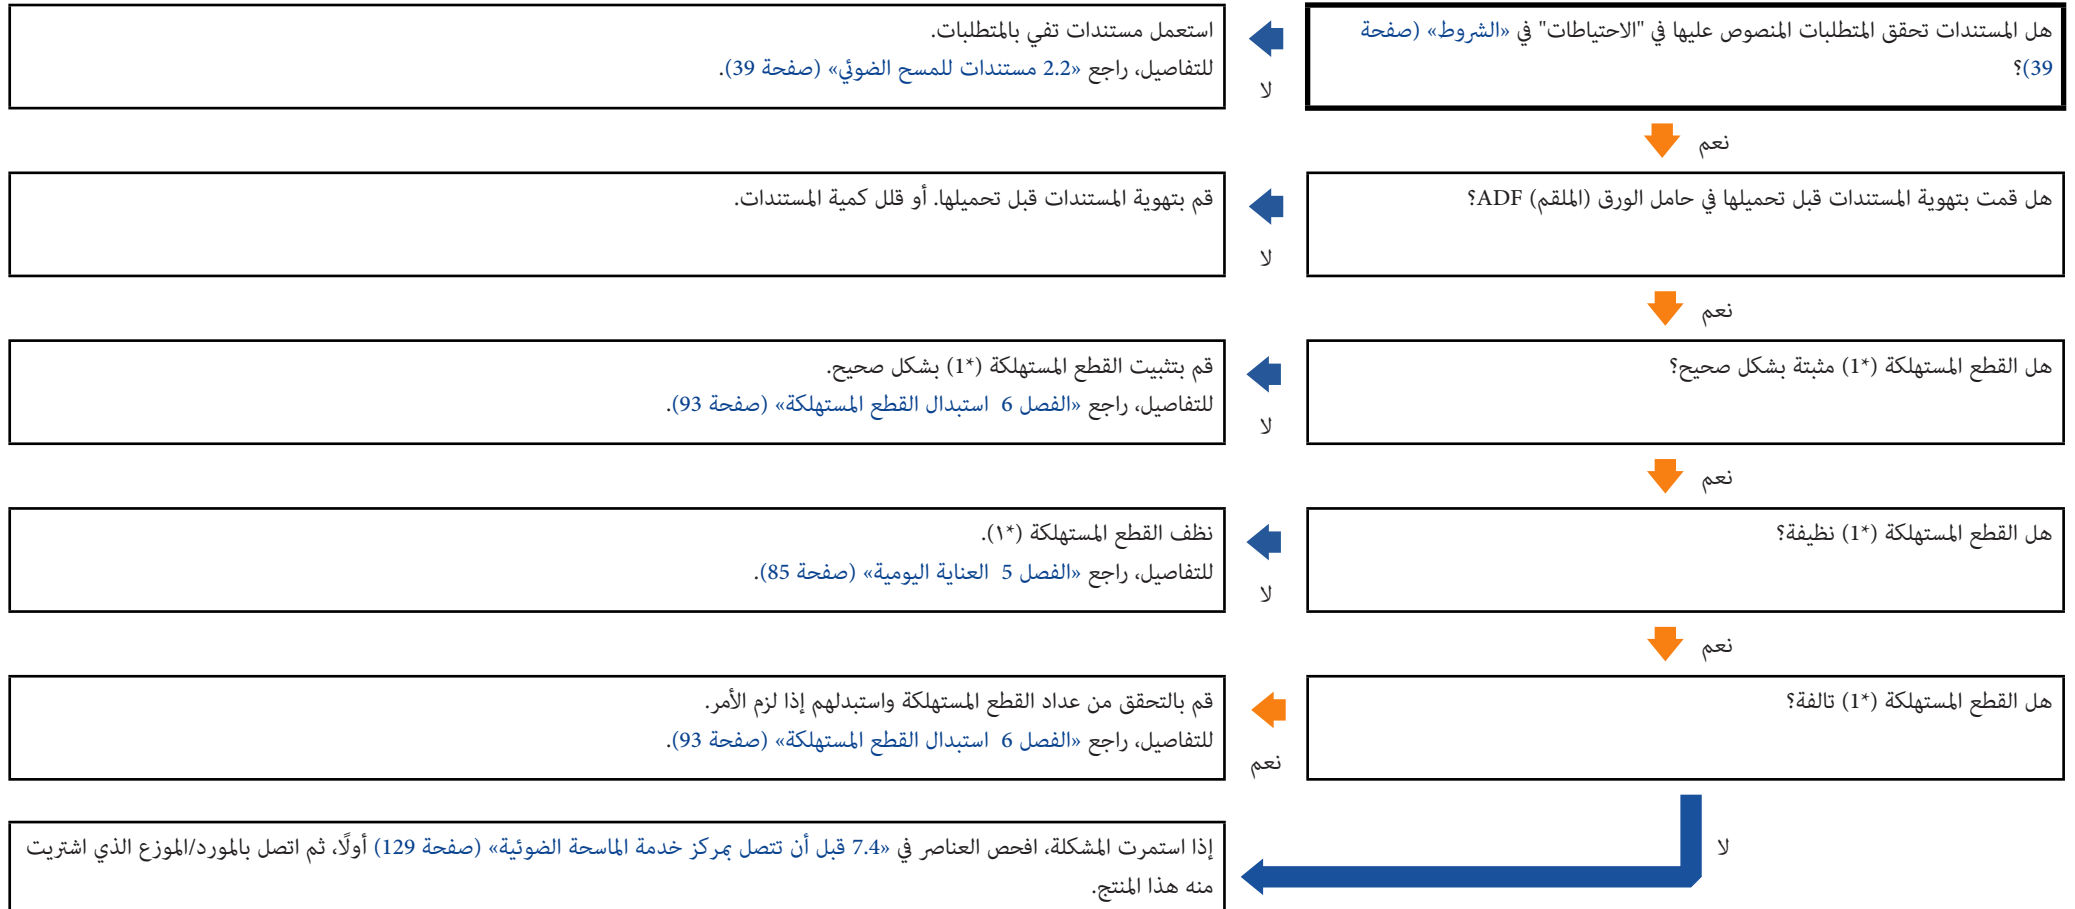 هل المستندات تحقق المتطلبات المنصوص عليها في "الاحتياطات" في «الشروط» (صفحة
39)؟
لا
استعمل مستندات تفي بالمتطلبات.
للتفاصيل، راجع «2.2 مستندات للمسح الضوئي» (صفحة 39).
نعم
هل قمت بتهوية المستندات قبل تحميلها في حامل الورق (الملقم) ADF؟
لا
قم بتهوية المستندات قبل تحميلها. أو قلل كمية المستندات.
نعم
هل القطع المستهلكة (*1) مثبتة بشكل صحيح؟
لا
قم بتثبيت القطع المستهلكة (*1) بشكل صحيح.
للتفاصيل، راجع «الفصل 6 استبدال القطع المستهلكة» (صفحة 93).
نعم
هل القطع المستهلكة (*1) نظيفة؟
لا
نظف القطع المستهلكة (*١).
للتفاصيل، راجع «الفصل 5 العناية اليومية» (صفحة 85).
نعم
هل القطع المستهلكة (*1) تالفة؟
نعم
قم بالتحقق من عداد القطع المستهلكة واستبدلهم إذا لزم الأمر.
للتفاصيل، راجع «الفصل 6 استبدال القطع المستهلكة» (صفحة 93).
لا
إذا استمرت المشكلة، افحص العناصر في «7.4 قبل أن تتصل بمركز خدمة الماسحة الضوئية» (صفحة 129) أولًا، ثم اتصل بالمورد/الموزع الذي اشتريت
منه هذا المنتج.